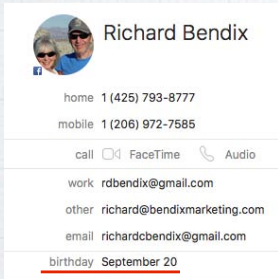 Richard Bendix
home 1 (425) 793-8777
mobile 1 (206) 972-7585
call FaceTime Audio
work rdbendix@gmail.com
other richard@bendixmarketing.com
email richardcbendix@gmail.com
birthday September 20